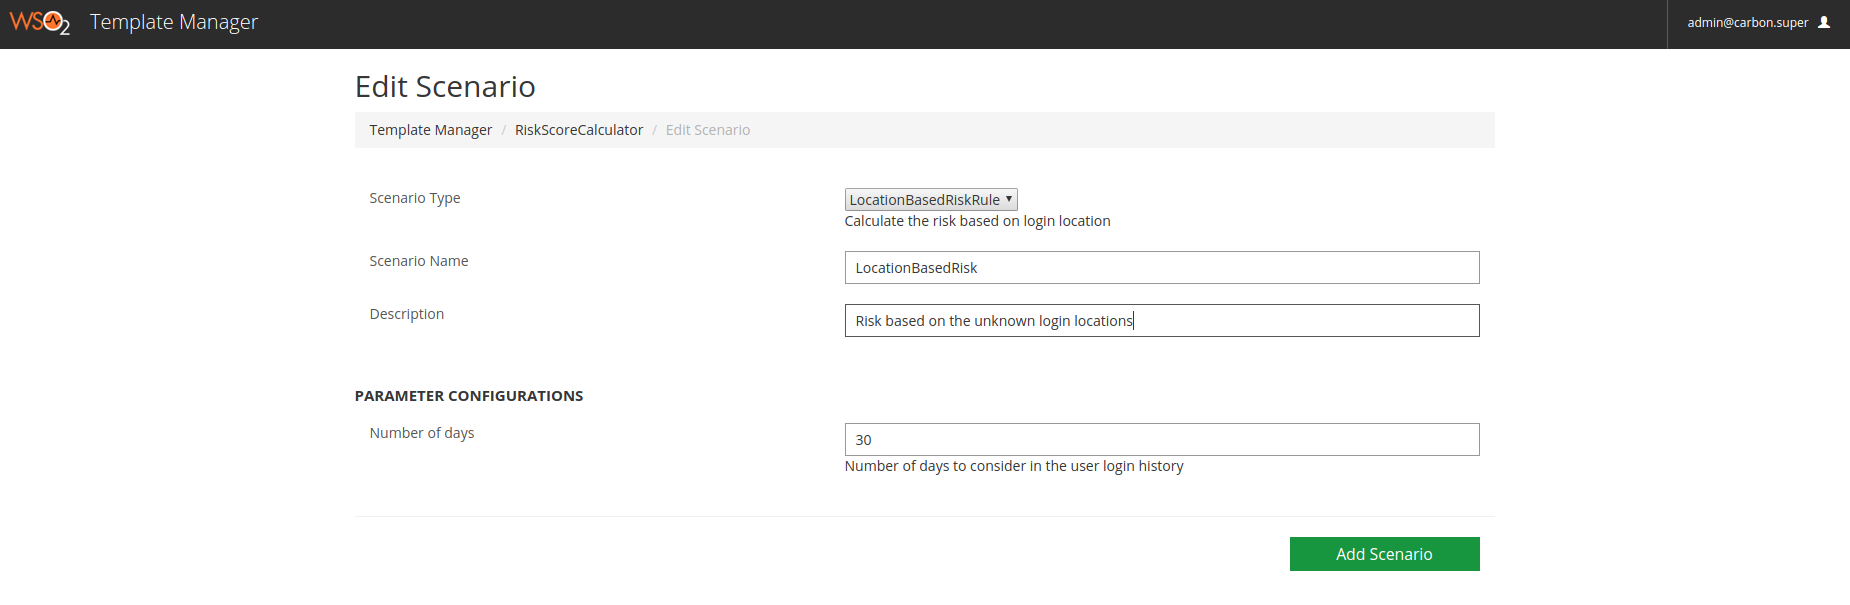 WSO2 Template Manager admin@carbon.super
Edit Scenario
Template Manager / RiskScoreCalculator / Edit Scenario
Scenario Type LocationBasedRiskRule
Calculate the risk based on login location
Scenario Name LocationBasedRisk
Description Risk based on the unknown login locations
PARAMETER CONFIGURATIONS
Number of days 30
Number of days to consider in the user login history
Add Scenario